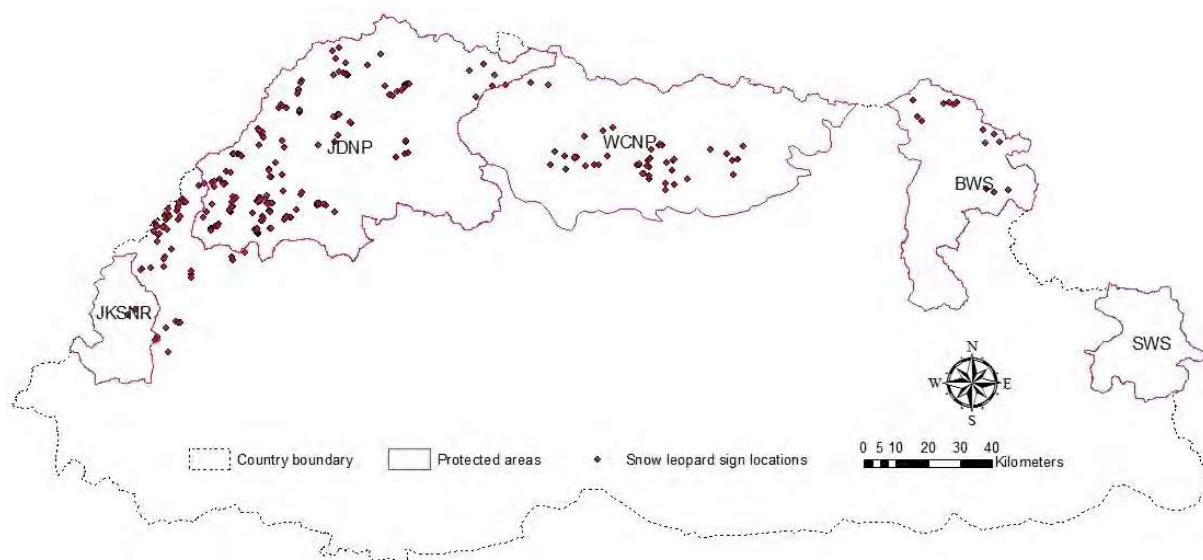 JDNP
WCNP
BWS
JKSNR
SWS
N
W E
S
Country boundary Protected areas Snow leopard sign locations
0 5 10 20 30 40
Kilometers